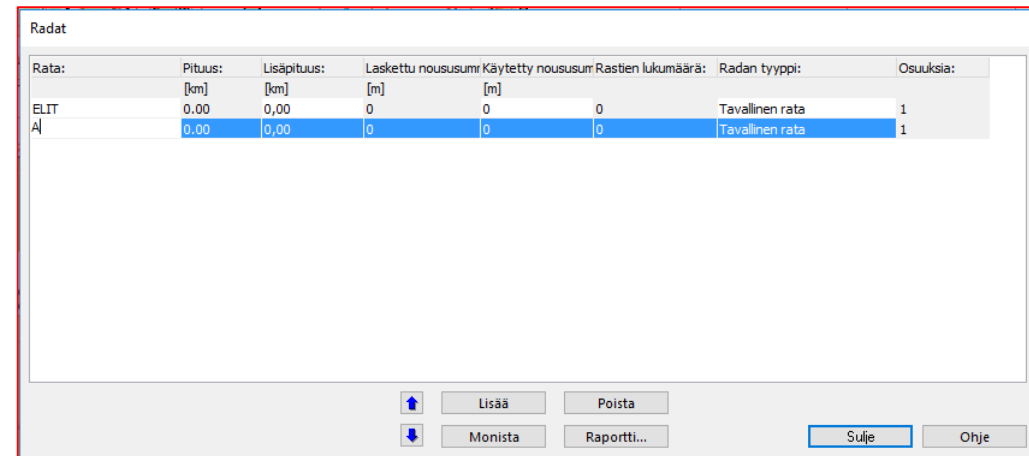 Radat
Rata: Pituus: Lisäpituus: Laskettu noususumm Käytetty noususum Rastien lukumäärä: Radan tyyppi: Osuuksia:
[km] [km] [m] [m]
ELIT 0.00 0,00 0 0 0 Tavallinen rata 1
A 0.00 0,00 0 0 0 Tavallinen rata 1
Lisää Poista
Monista Raportti... Sulje Ohje